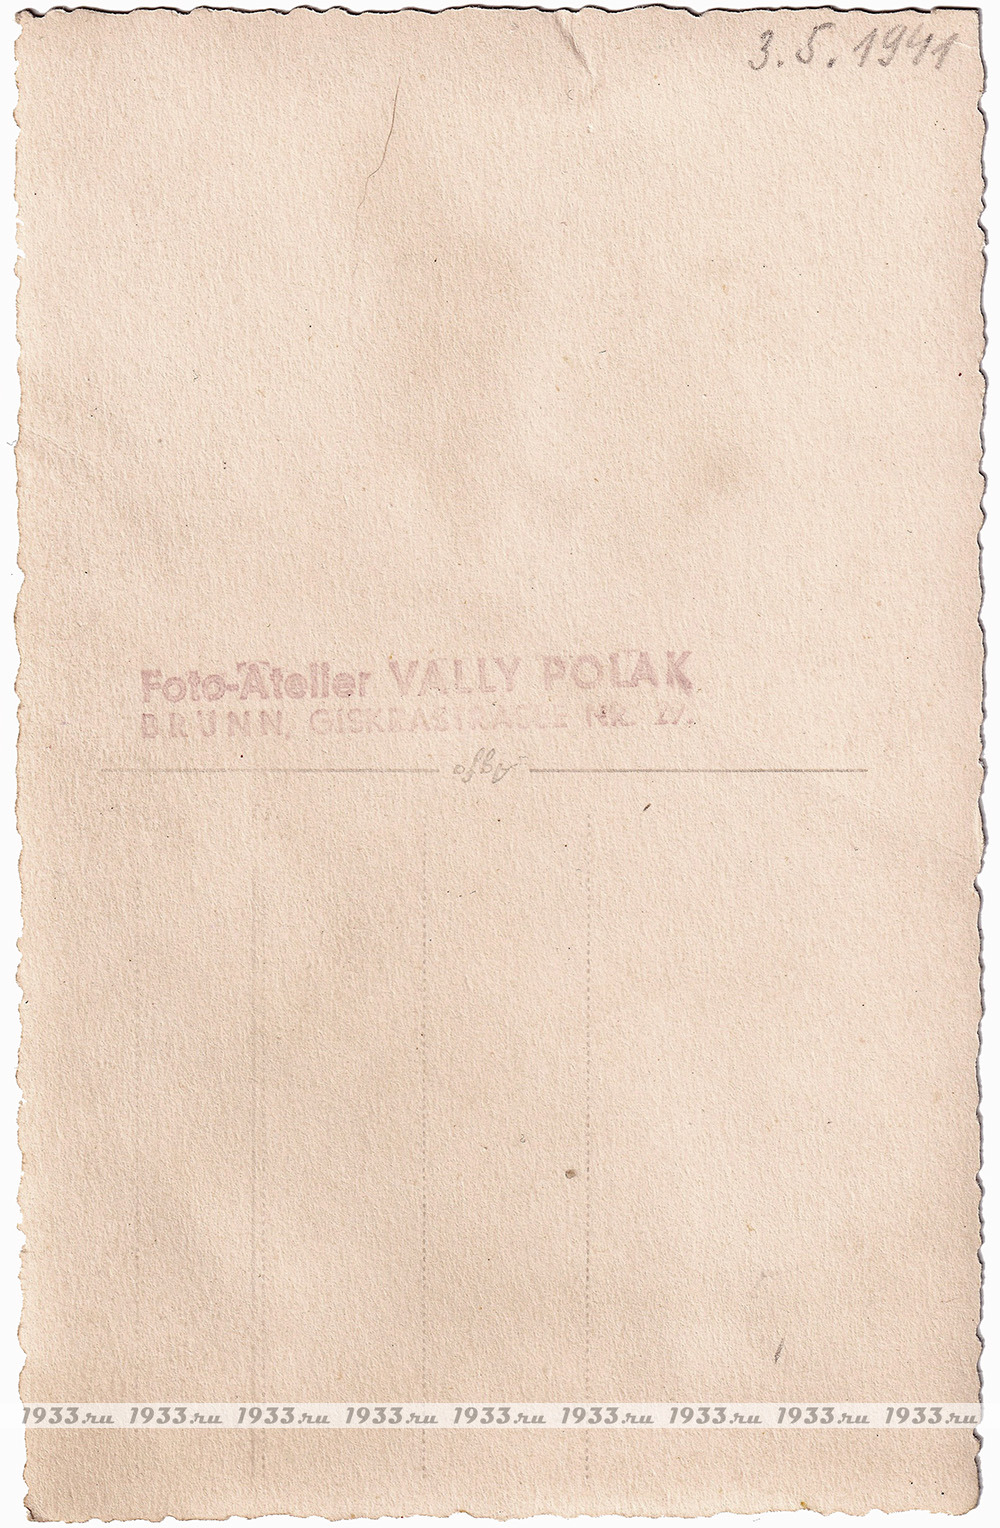 3.5.1941
Foto-Atelier VALLY POLAK
BRÜNN, GISKRASTRASSE NR. 27.
1933.ru 1933.ru 1933.ru 1933.ru 1933.ru 1933.ru 1933.ru 1933.ru 1933.ru